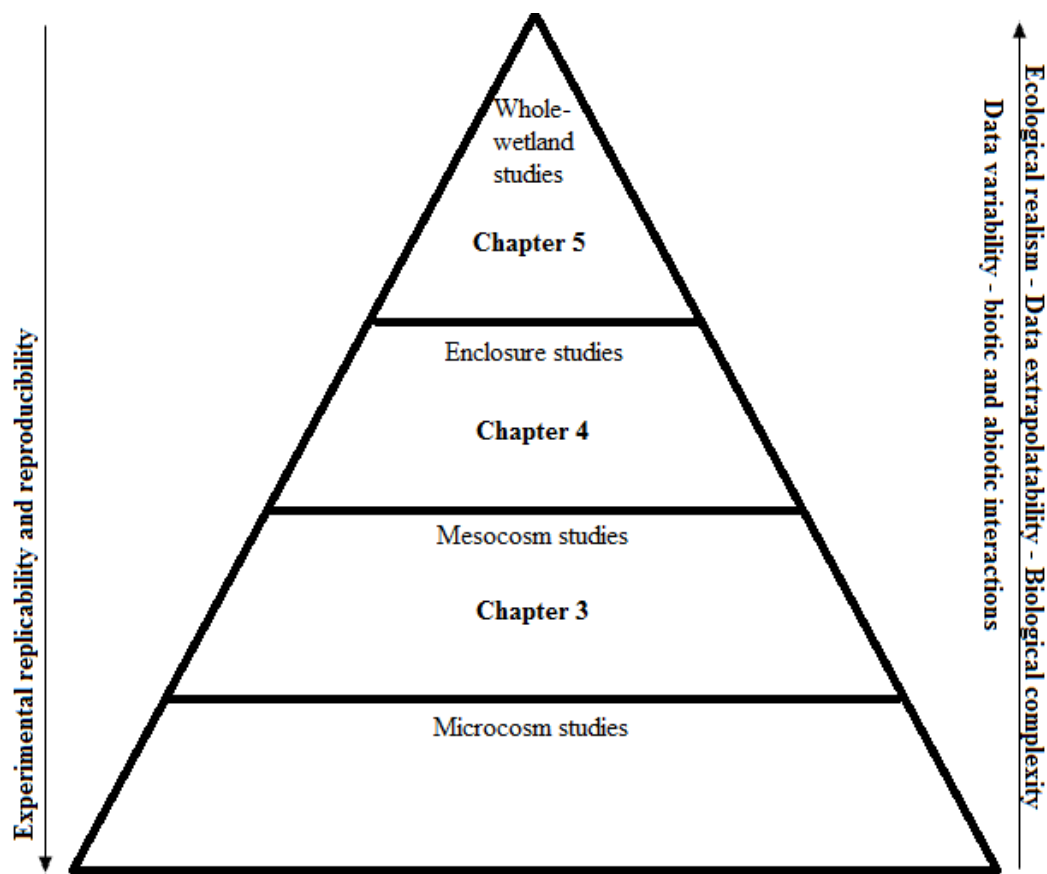 Whole-
wetland
studies
Chapter 5
Enclosure studies
Chapter 4
Mesocosm studies
Chapter 3
Microcosm studies
Experimental replicability and reproducibility
Ecological realism - Data extrapolatability - Biological complexity
Data variability - biotic and abiotic interactions